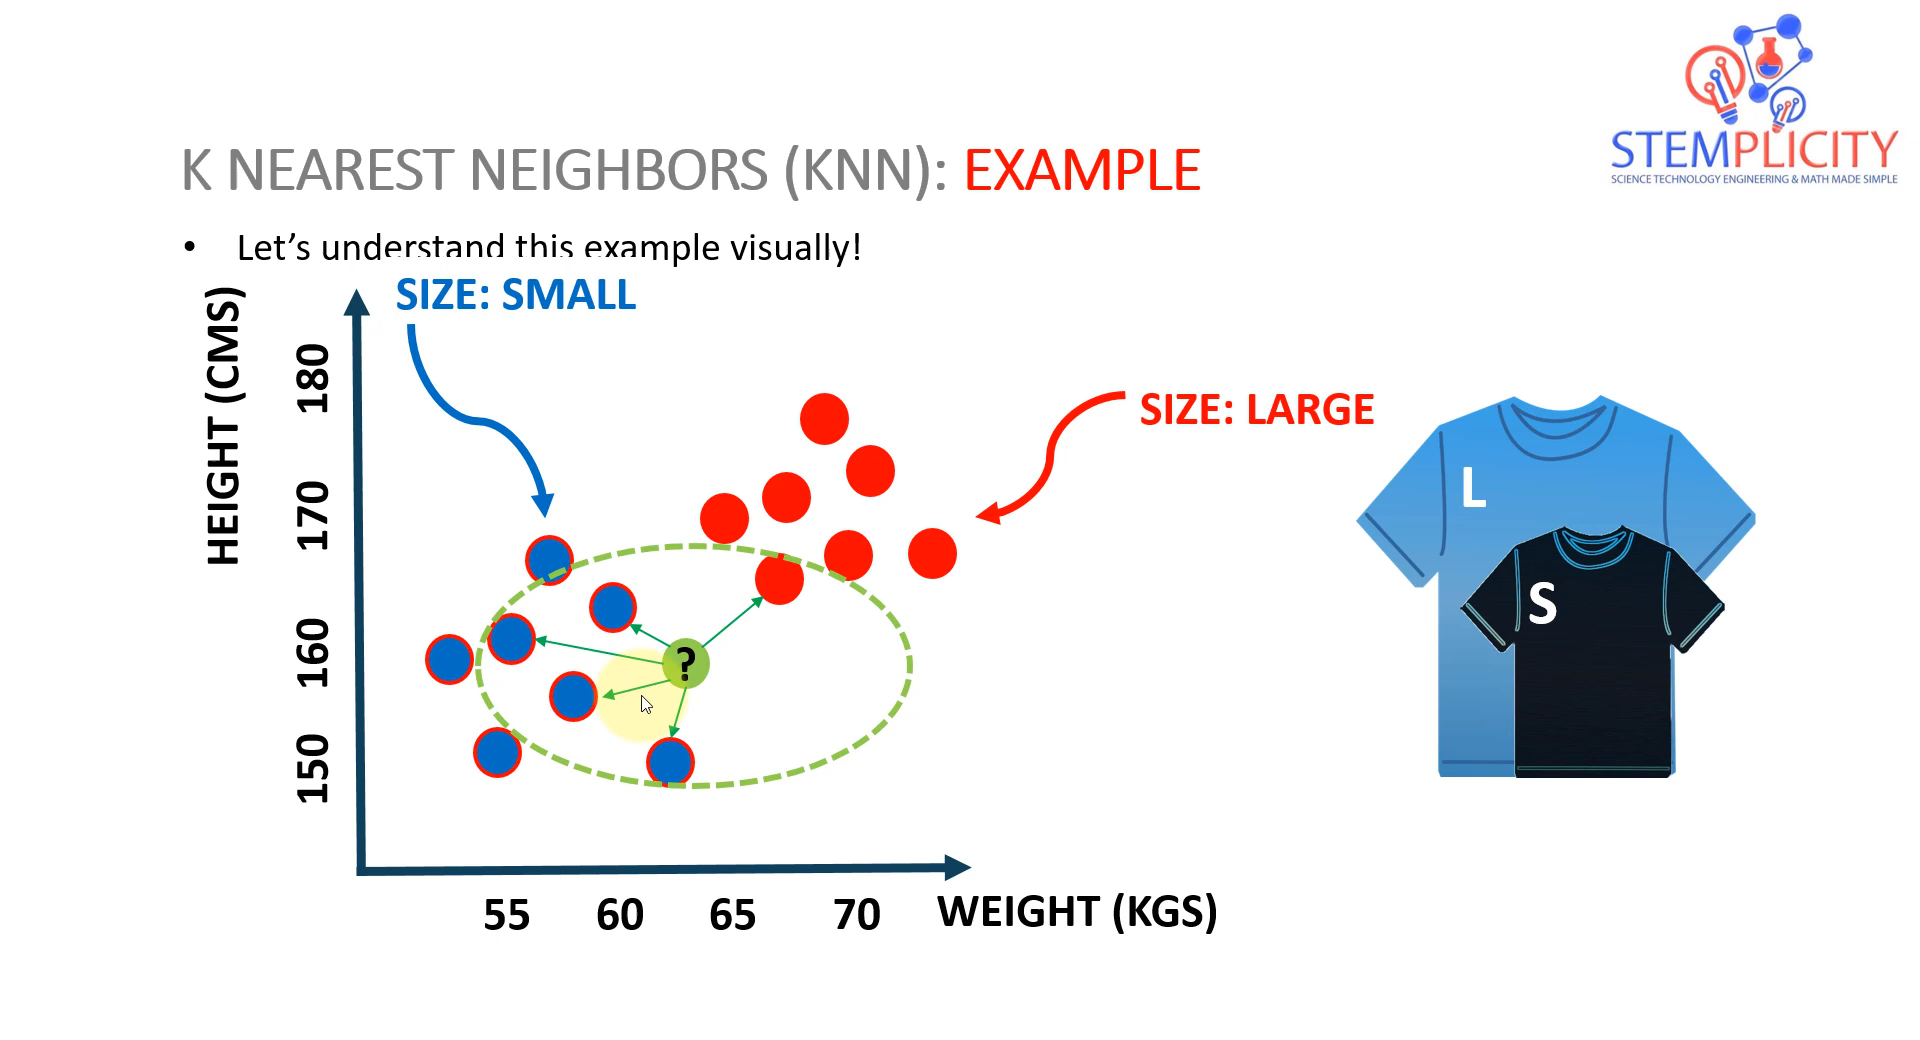 STEMPLICITY
SCIENCE TECHNOLOGY ENGINEERING & MATH MADE SIMPLE
K NEAREST NEIGHBORS (KNN): EXAMPLE
• Let's understand this example visually!
SIZE: SMALL
SIZE: LARGE
HEIGHT (CMS)
180
170
160
150
?
L
S
55 60 65 70 WEIGHT (KGS)